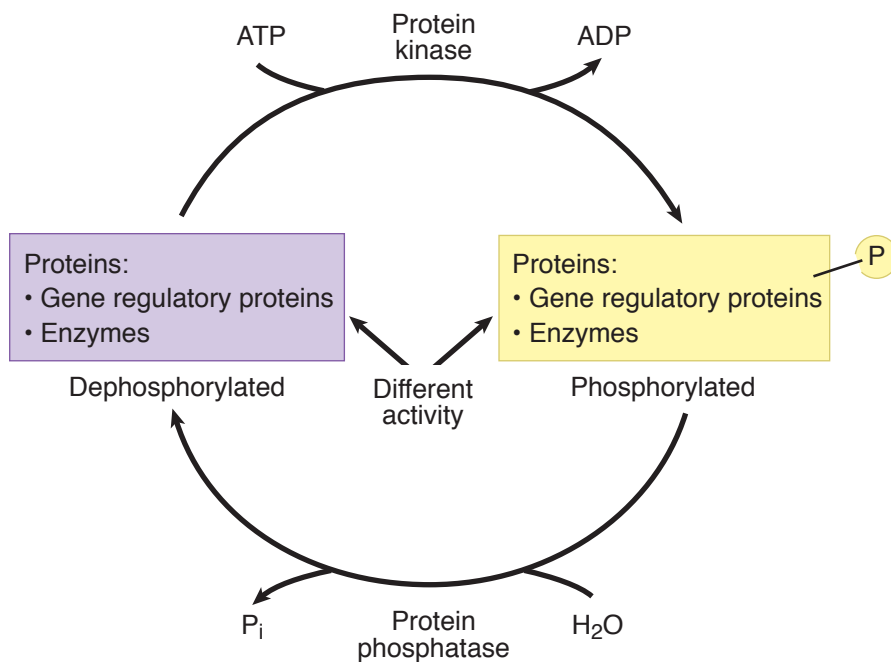 ATP
Protein
kinase
ADP
Proteins:
• Gene regulatory proteins
• Enzymes
Proteins:
• Gene regulatory proteins
• Enzymes
P
Dephosphorylated
Different
activity
Phosphorylated
Pi
Protein
phosphatase
H2O